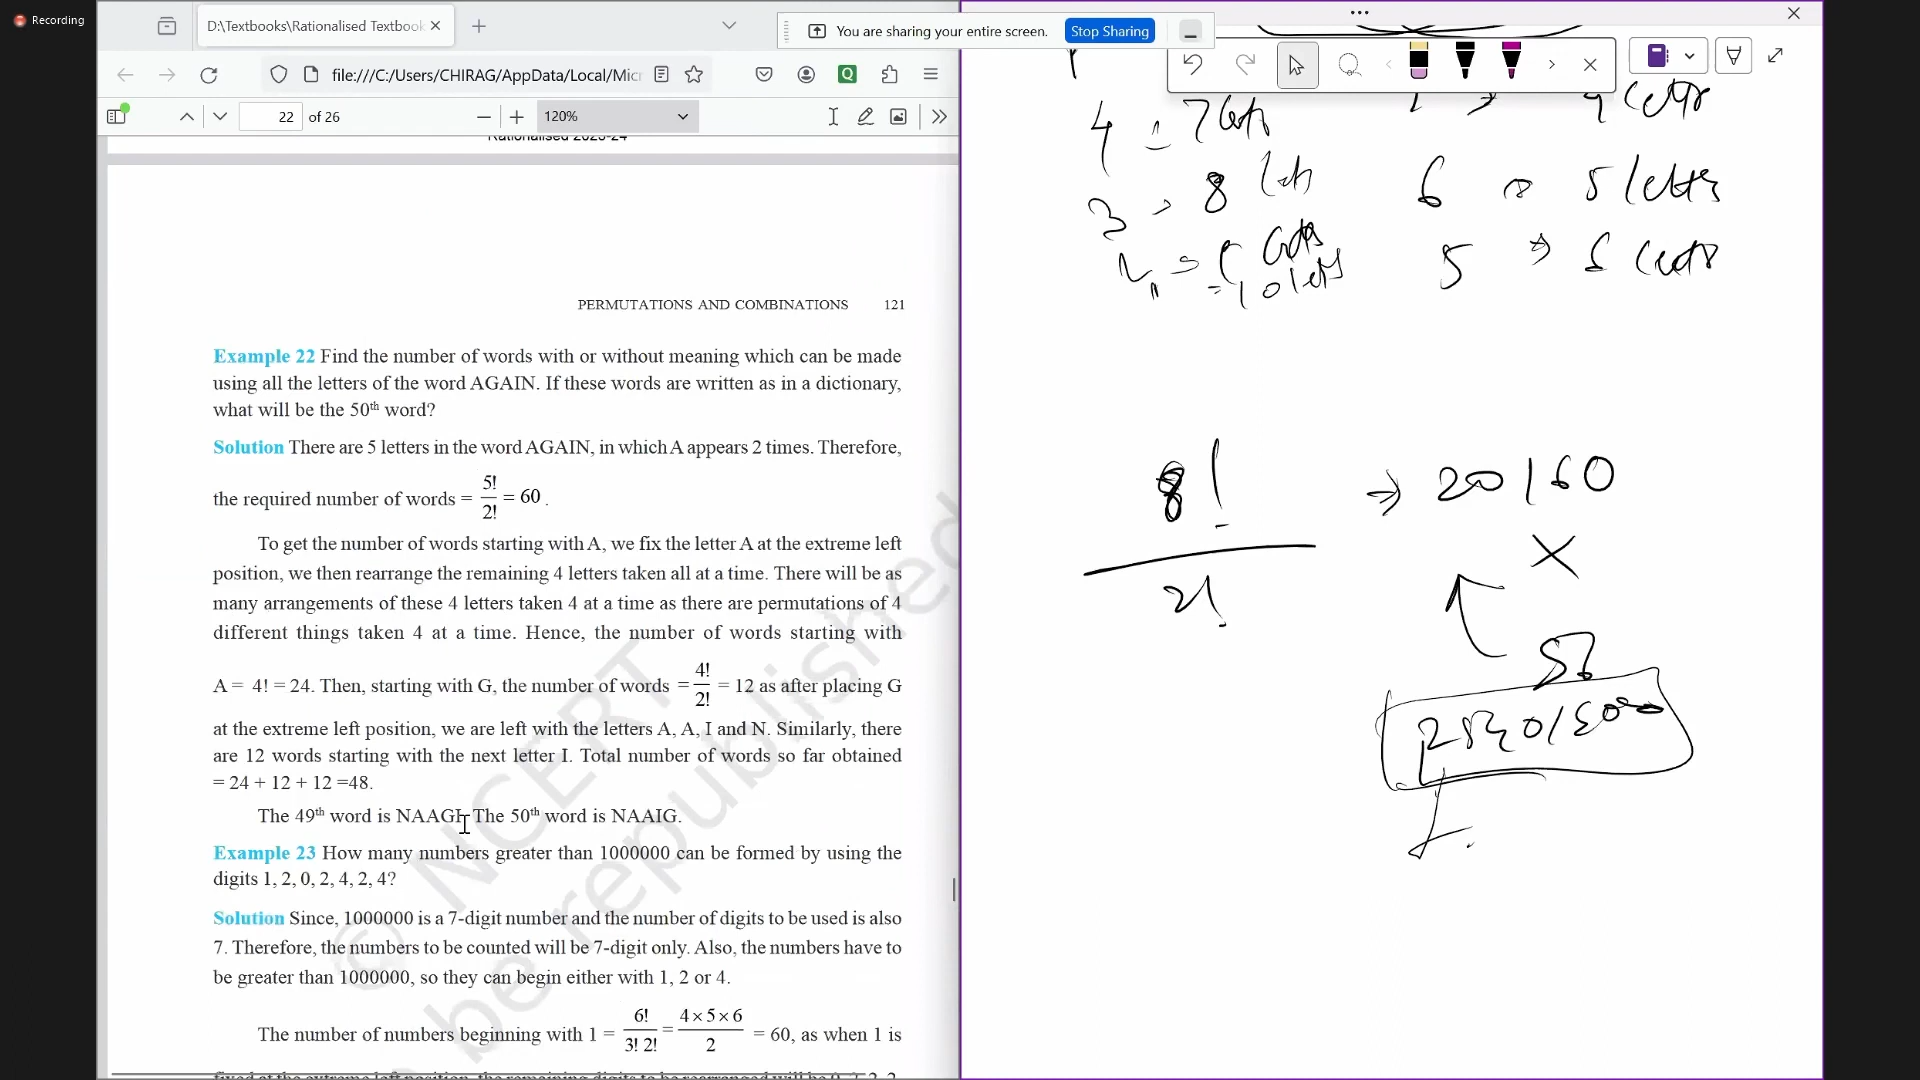 Recording
D:\Textbooks\Rationalised Textbook
You are sharying your entire screen. Stop Sharing
file:///C:/Users/CHIRAG/AppData/Local/Micr
22 of 26
120%
Rationalised 2023-24
PERMUTATIONS AND COMBINATIONS 121
Example 22 Find the number of words with or without meaning which can be made
using all the letters of the word AGAIN. If these words are written as in a dictionary,
what will be the 50th word?
Solution There are 5 letters in the word AGAIN, in which A appears 2 times. Therefore,
the required number of words = 5!/2! = 60 .
To get the number of words starting with A, we fix the letter A at the extreme left
position, we then rearrange the remaining 4 letters taken all at a time. There will be as
many arrangements of these 4 letters taken 4 at a time as there are permutations of 4
different things taken 4 at a time. Hence, the number of words starting with
A = 4! = 24. Then, starting with G, the number of words = 4!/2! = 12 as after placing G
at the extreme left position, we are left with the letters A, A, I and N. Similarly, there
are 12 words starting with the next letter I. Total number of words so far obtained
= 24 + 12 + 12 =48.
The 49th word is NAAGI. The 50th word is NAAIG.
Example 23 How many numbers greater than 1000000 can be formed by using the
digits 1, 2, 0, 2, 4, 2, 4?
Solution Since, 1000000 is a 7-digit number and the number of digits to be used is also
7. Therefore, the numbers to be counted will be 7-digit only. Also, the numbers have to
be greater than 1000000, so they can begin either with 1, 2 or 4.
The number of numbers beginning with 1 = 6!/3! 2! = 4 × 5 × 6/2 = 60, as when 1 is
© NCERT
be republished
6 5 letters
8!
2!
⇒ 20160
×